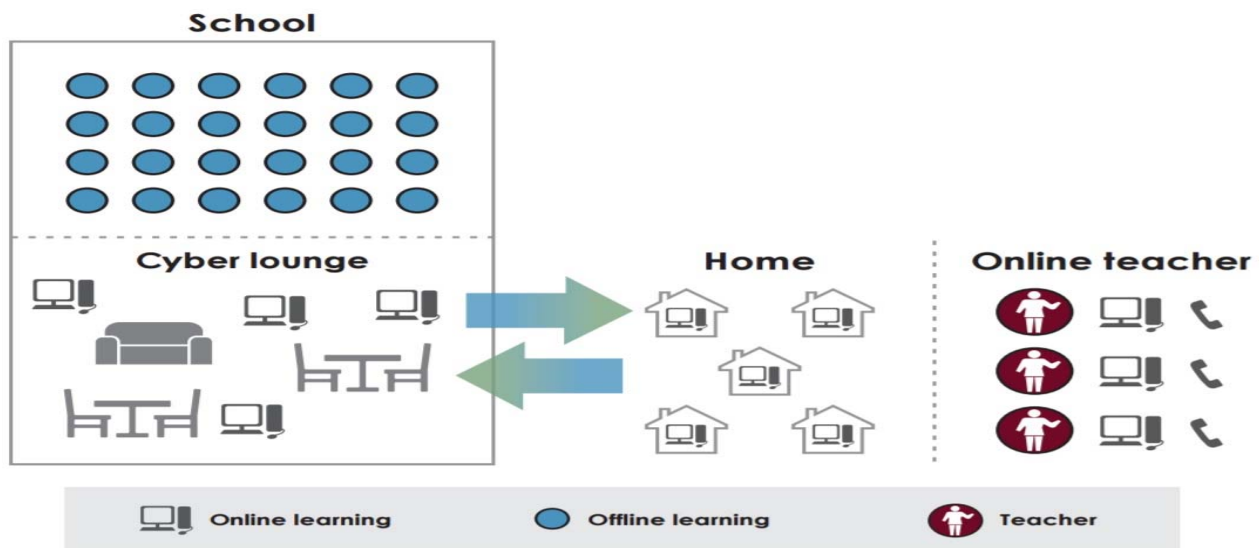 School
Cyber lounge
Home
Online teacher
Online learning
Offline learning
Teacher